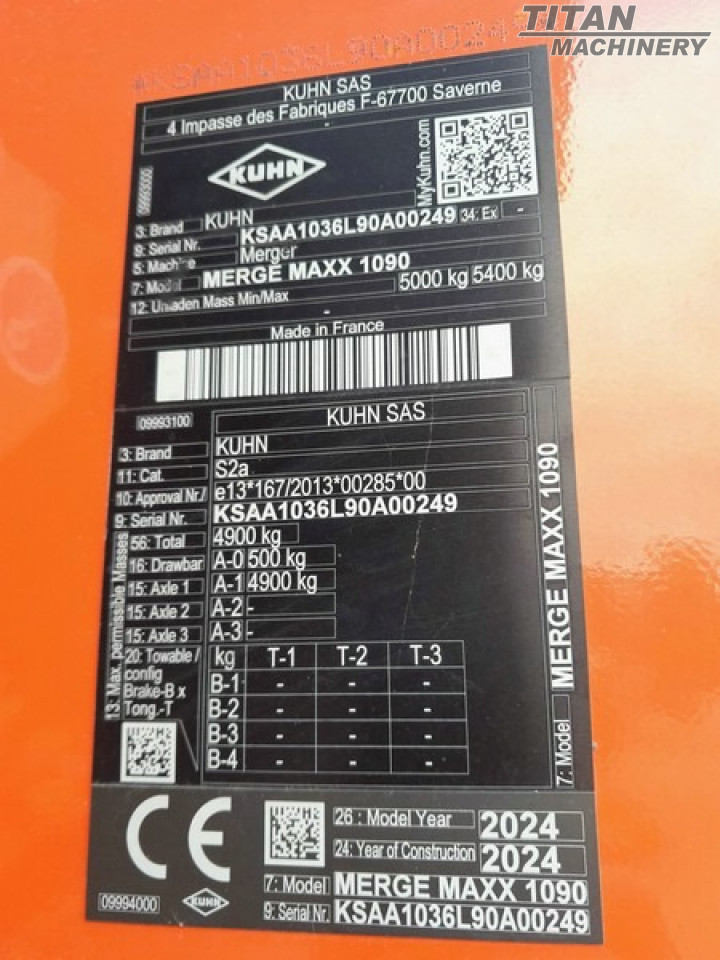 TITAN
MACHINERY
*KSAA1036L90A00249
KUHN SAS
4 Impasse des Fabriques F-67700 Saverne
-
KUHN
MyKuhn.com
09993000
3: Brand KUHN
9: Serial Nr. KSAA1036L90A00249 34: Ex -
5: Machine Merger
7: Model MERGE MAXX 1090
12: Unladen Mass Min/Max 5000 kg 5400 kg
-
Made in France
09993100 KUHN SAS
3: Brand KUHN
11: Cat. S2a
10: Approval Nr./ e13*167/2013*00285*00
9: Serial Nr. KSAA1036L90A00249
13: Max. permissible Masses
56: Total 4900 kg
16: Drawbar A-0 500 kg
15: Axle 1 A-1 4900 kg
15: Axle 2 A-2 -
15: Axle 3 A-3 -
20: Towable / config Brake-B x Tong.-T
kg T-1 T-2 T-3
B-1 - - -
B-2 - - -
B-3 - - -
B-4 - - -
7: Model MERGE MAXX 1090
CE
26 : Model Year 2024
24: Year of Construction 2024
7: Model MERGE MAXX 1090
9: Serial Nr. KSAA1036L90A00249
09994000 KUHN